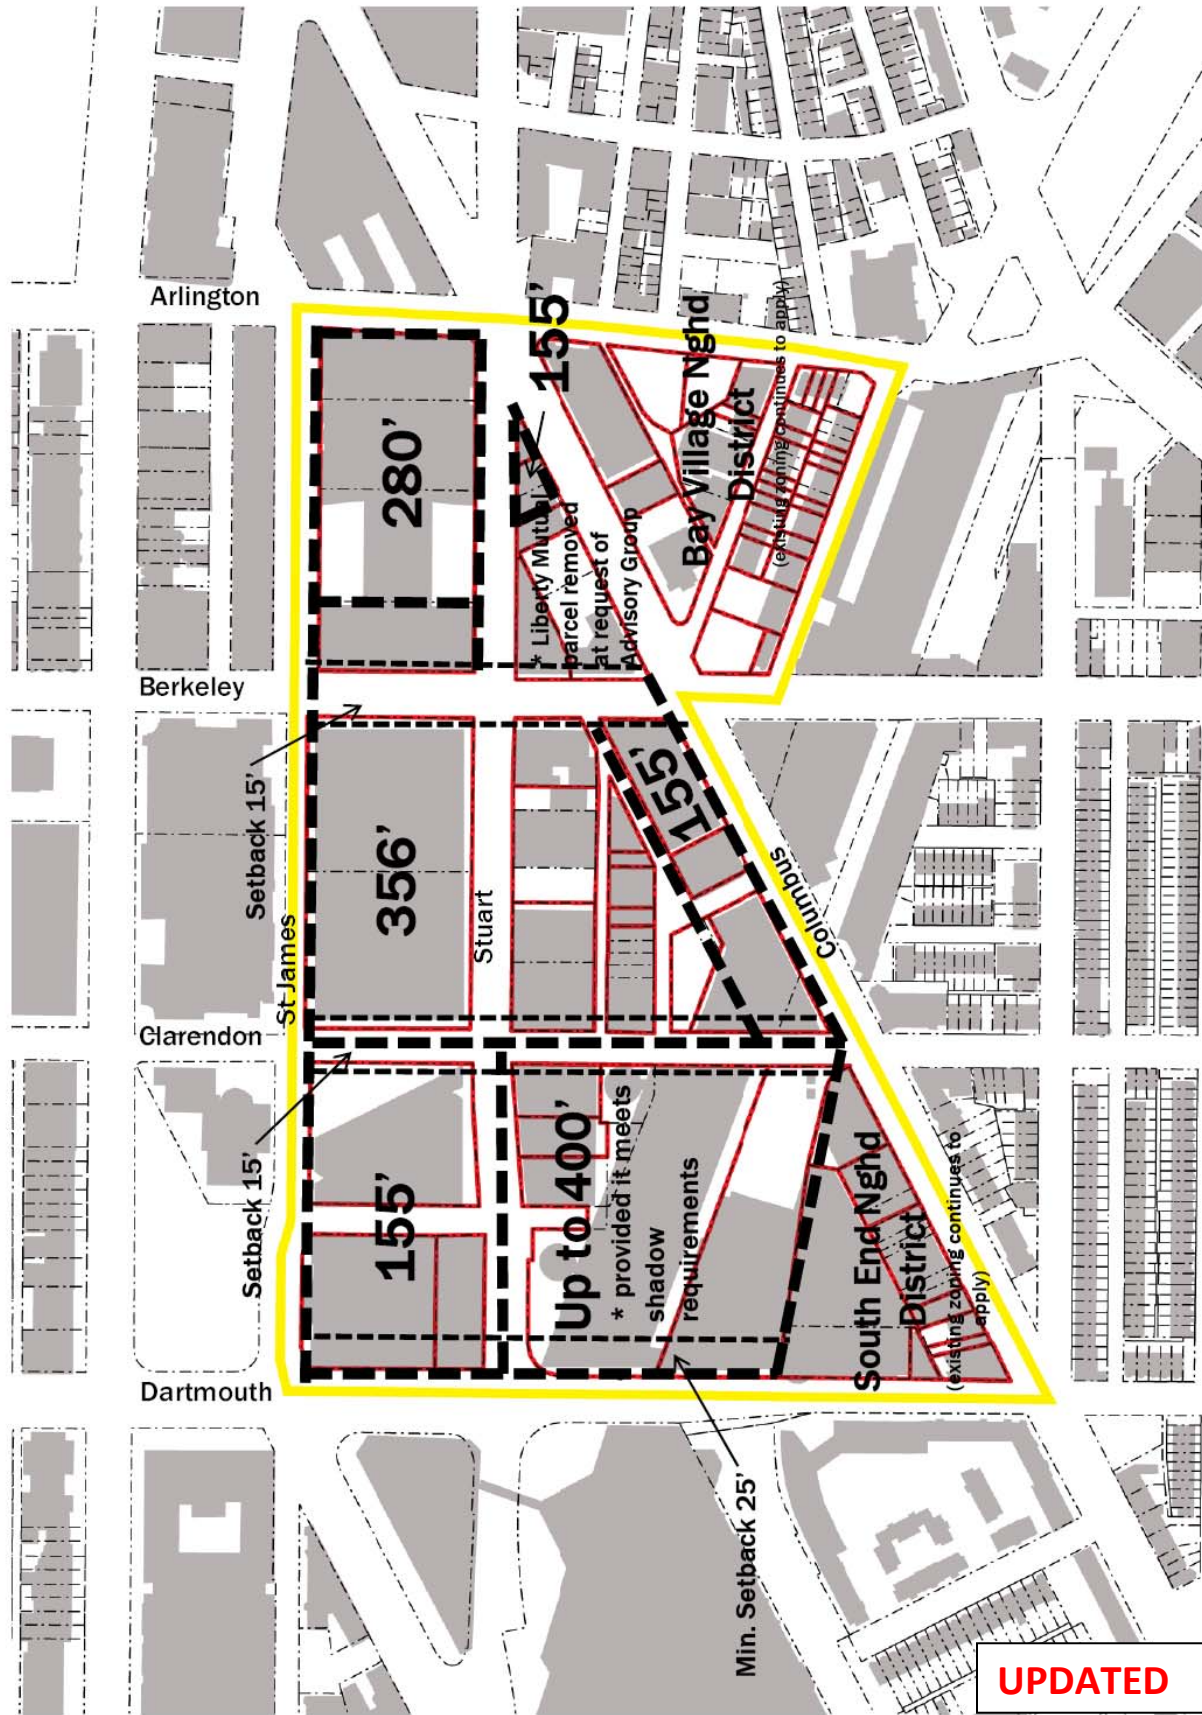 Arlington
Berkeley
Clarendon
Dartmouth
Setback 15’
Setback 15’
St James
Stuart
Columbus
280’
155’
* Liberty Mutual
parcel removed
at request of
Advisory Group
Bay Village Nghd
District
(existing zoning continues to apply)
356’
155’
155’
Up to 400’
* provided it meets
shadow
requirements
South End Nghd
District
(existing zoning continues to
apply)
Min. Setback 25’
UPDATED